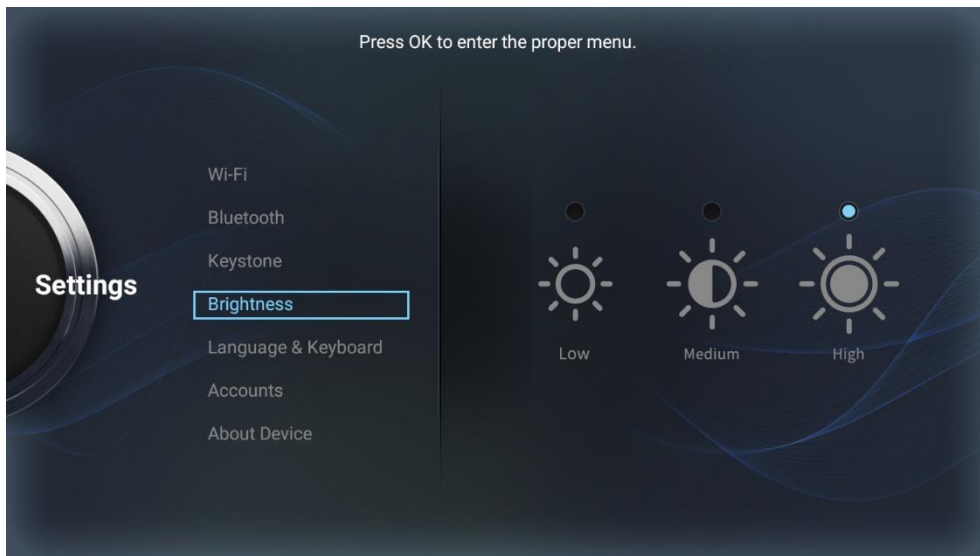 Press OK to enter the proper menu.
Settings
Wi-Fi
Bluetooth
Keystone
Brightness
Language & Keyboard
Accounts
About Device
Low
Medium
High